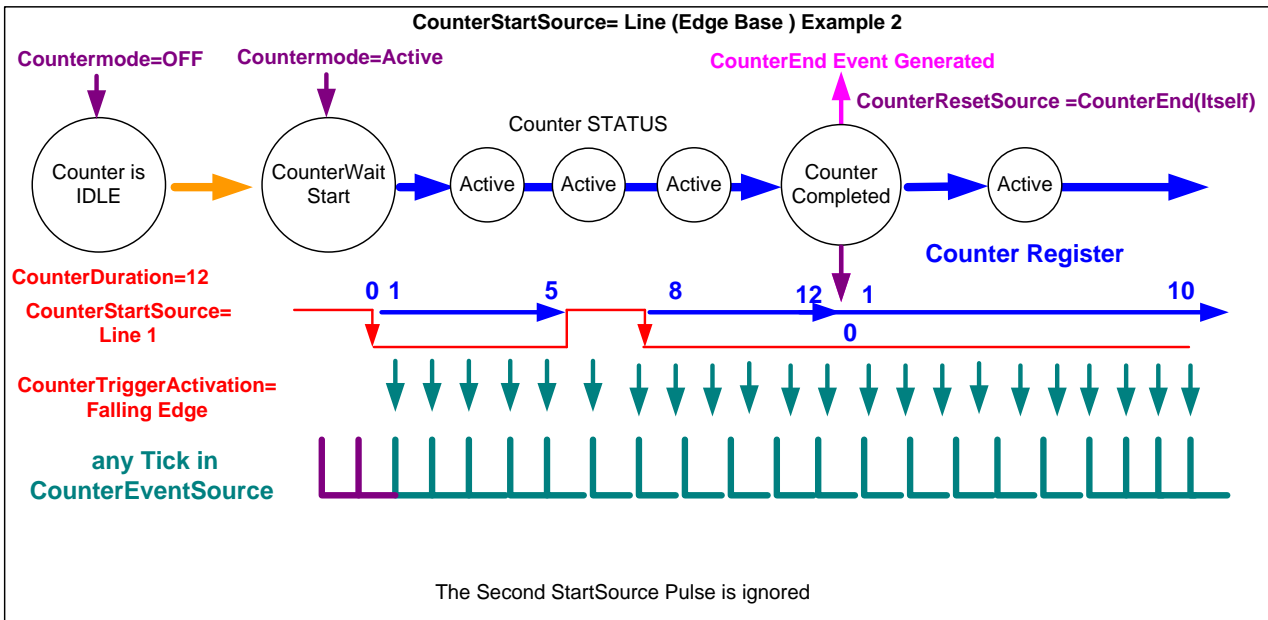 CounterStartSource= Line (Edge Base ) Example 2
Countermode=OFF
Countermode=Active
CounterEnd Event Generated
CounterResetSource =CounterEnd(Itself)
Counter STATUS
Counter is
IDLE
CounterWait
Start
Active
Active
Active
Counter
Completed
Active
Counter Register
CounterDuration=12
0 1 5 8 12 1 10
CounterStartSource=
Line 1
0
CounterTriggerActivation=
Falling Edge
any Tick in
CounterEventSource
The Second StartSource Pulse is ignored